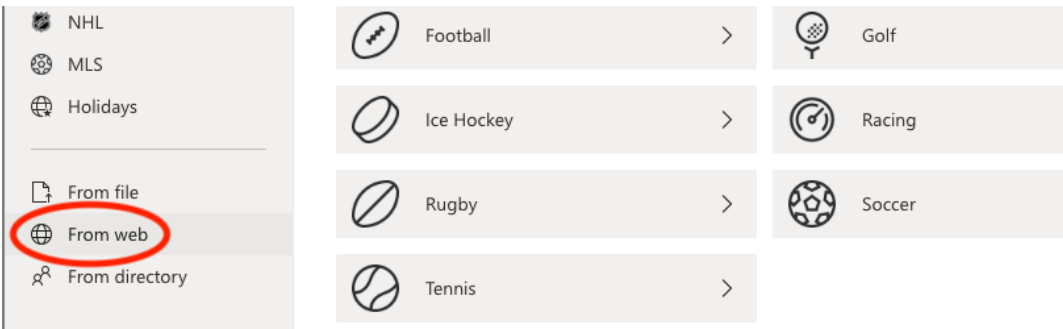 NHL
MLS
Holidays
From file
From web
From directory
Football
Golf
Ice Hockey
Racing
Rugby
Soccer
Tennis